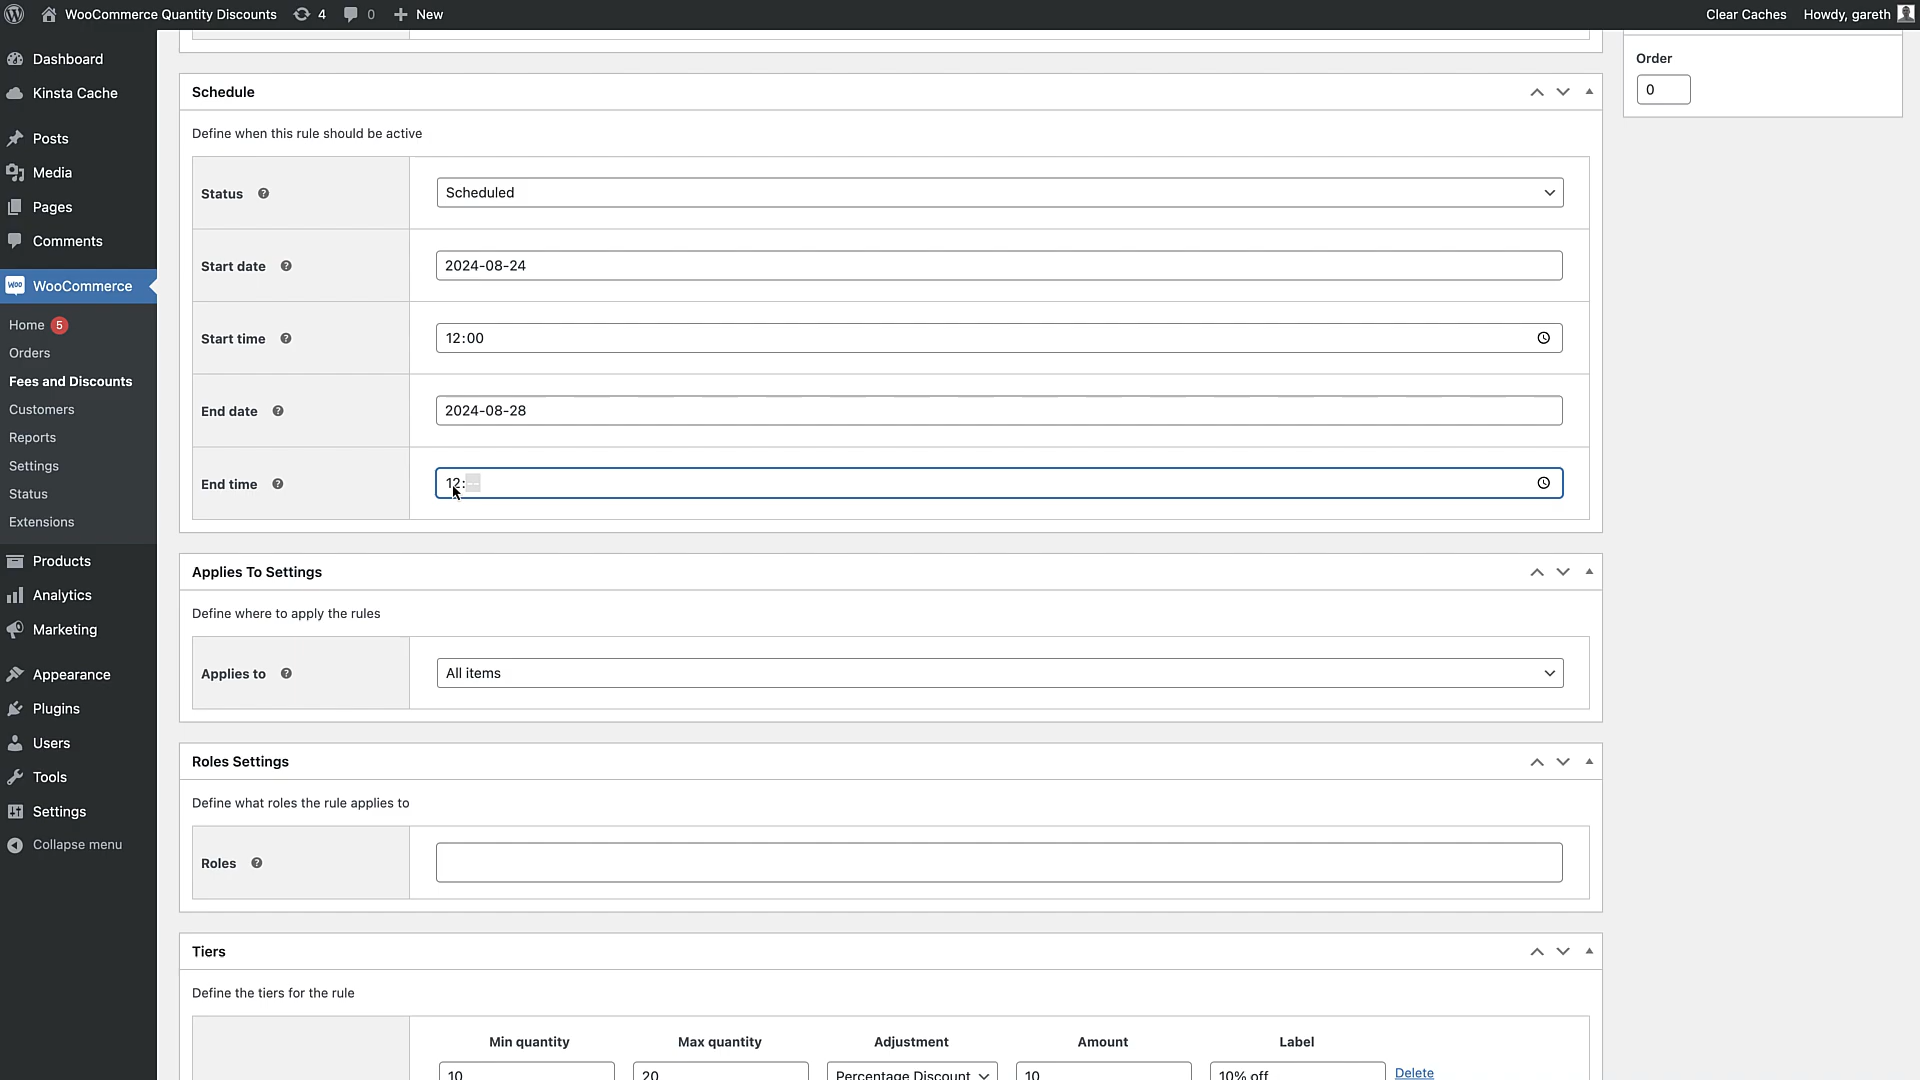 WooCommerce Quantity Discounts 4 0 New Clear Caches Howdy, gareth
Dashboard
Kinsta Cache
Posts
Media
Pages
Comments
WooCommerce
Home 5
Orders
Fees and Discounts
Customers
Reports
Settings
Status
Extensions
Products
Analytics
Marketing
Appearance
Plugins
Users
Tools
Settings
Collapse menu
Schedule
Define when this rule should be active
Status Scheduled
Start date 2024-08-24
Start time 12:00
End date 2024-08-28
End time 12:--
Applies To Settings
Define where to apply the rules
Applies to All items
Roles Settings
Define what roles the rule applies to
Roles
Tiers
Define the tiers for the rule
Min quantity Max quantity Adjustment Amount Label
10 20 Percentage Discount 10 10% off Delete
Order
0